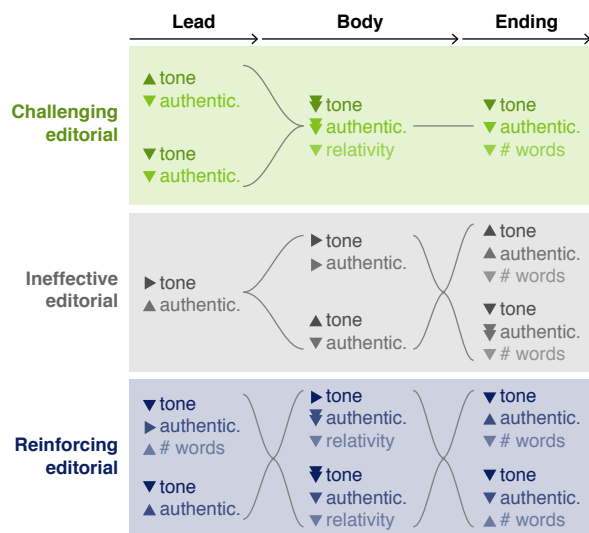 Lead Body Ending
Challenging editorial
▲ tone
▼ authentic.
▼ tone
▼ authentic.
▼▼ tone
▼▼ authentic.
▼ relativity
▼ tone
▼ authentic.
▼ # words
Ineffective editorial
▶ tone
▲ authentic.
▶ tone
▶ authentic.
▲ tone
▼ authentic.
▲ tone
▲ authentic.
▼ # words
▼ tone
▼▼ authentic.
▼ # words
Reinforcing editorial
▼ tone
▶ authentic.
▲ # words
▼ tone
▲ authentic.
▶ tone
▼▼ authentic.
▼ relativity
▼▼ tone
▼ authentic.
▼ relativity
▼ tone
▲ authentic.
▼ # words
▼ tone
▼ authentic.
▲ # words